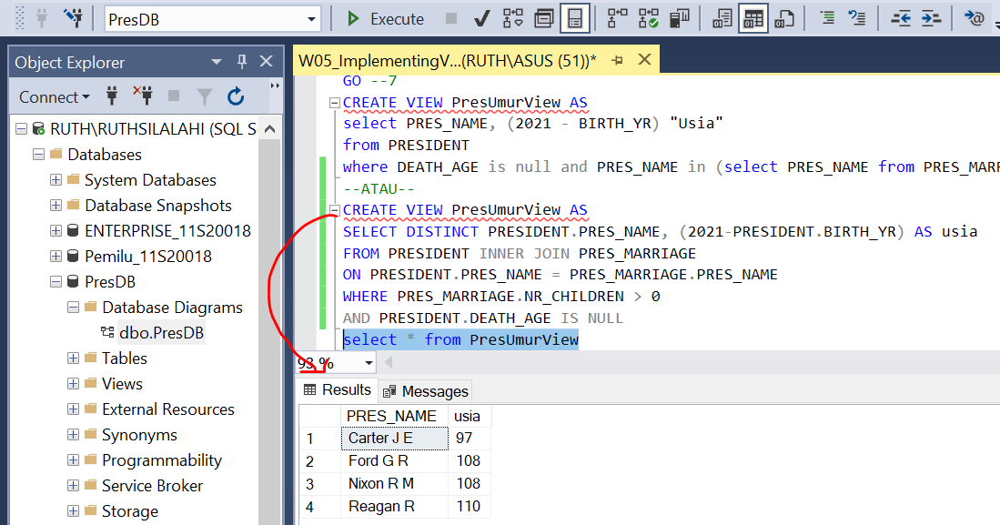 PresDB
Execute
Object Explorer
Connect
RUTH\RUTHSILALAHI (SQL S
Databases
System Databases
Database Snapshots
ENTERPRISE_11S20018
Pemilu_11S20018
PresDB
Database Diagrams
dbo.PresDB
Tables
Views
External Resources
Synonyms
Programmability
Service Broker
Storage
W05_ImplementingV...(RUTH\ASUS (51))*
GO --7
CREATE VIEW PresUmurView AS
select PRES_NAME, (2021 - BIRTH_YR) "Usia"
from PRESIDENT
where DEATH_AGE is null and PRES_NAME in (select PRES_NAME from PRES_MARR
--ATAU--
CREATE VIEW PresUmurView AS
SELECT DISTINCT PRESIDENT.PRES_NAME, (2021-PRESIDENT.BIRTH_YR) AS usia
FROM PRESIDENT INNER JOIN PRES_MARRIAGE
ON PRESIDENT.PRES_NAME = PRES_MARRIAGE.PRES_NAME
WHERE PRES_MARRIAGE.NR_CHILDREN > 0
AND PRESIDENT.DEATH_AGE IS NULL
select * from PresUmurView
93 %
Results
Messages
PRES_NAME usia
1 Carter J E 97
2 Ford G R 108
3 Nixon R M 108
4 Reagan R 110